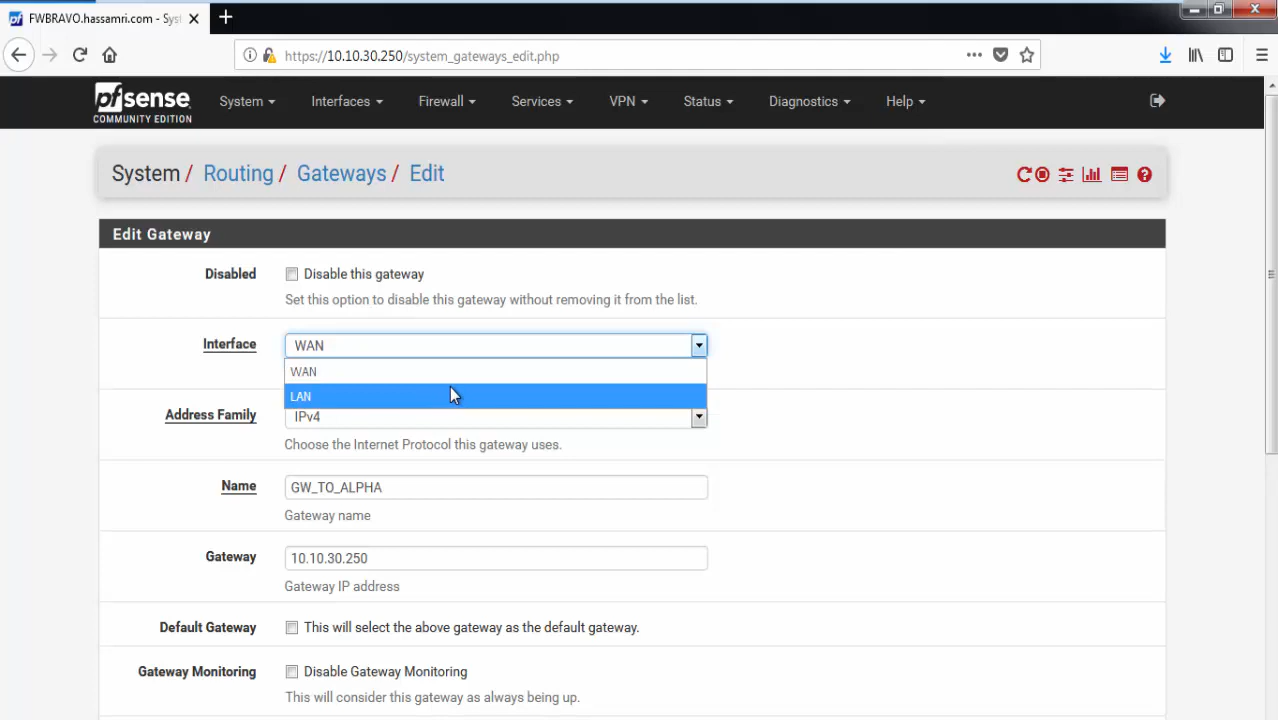 FWBRAVO.hassamri.com - Sys
https://10.10.30.250/system_gateways_edit.php
pfsense
COMMUNITY EDITION
System
Interfaces
Firewall
Services
VPN
Status
Diagnostics
Help
System / Routing / Gateways / Edit
Edit Gateway
Disabled
Disable this gateway
Set this option to disable this gateway without removing it from the list.
Interface
WAN
WAN
LAN
Address Family
IPv4
Choose the Internet Protocol this gateway uses.
Name
GW_TO_ALPHA
Gateway name
Gateway
10.10.30.250
Gateway IP address
Default Gateway
This will select the above gateway as the default gateway.
Gateway Monitoring
Disable Gateway Monitoring
This will consider this gateway as always being up.